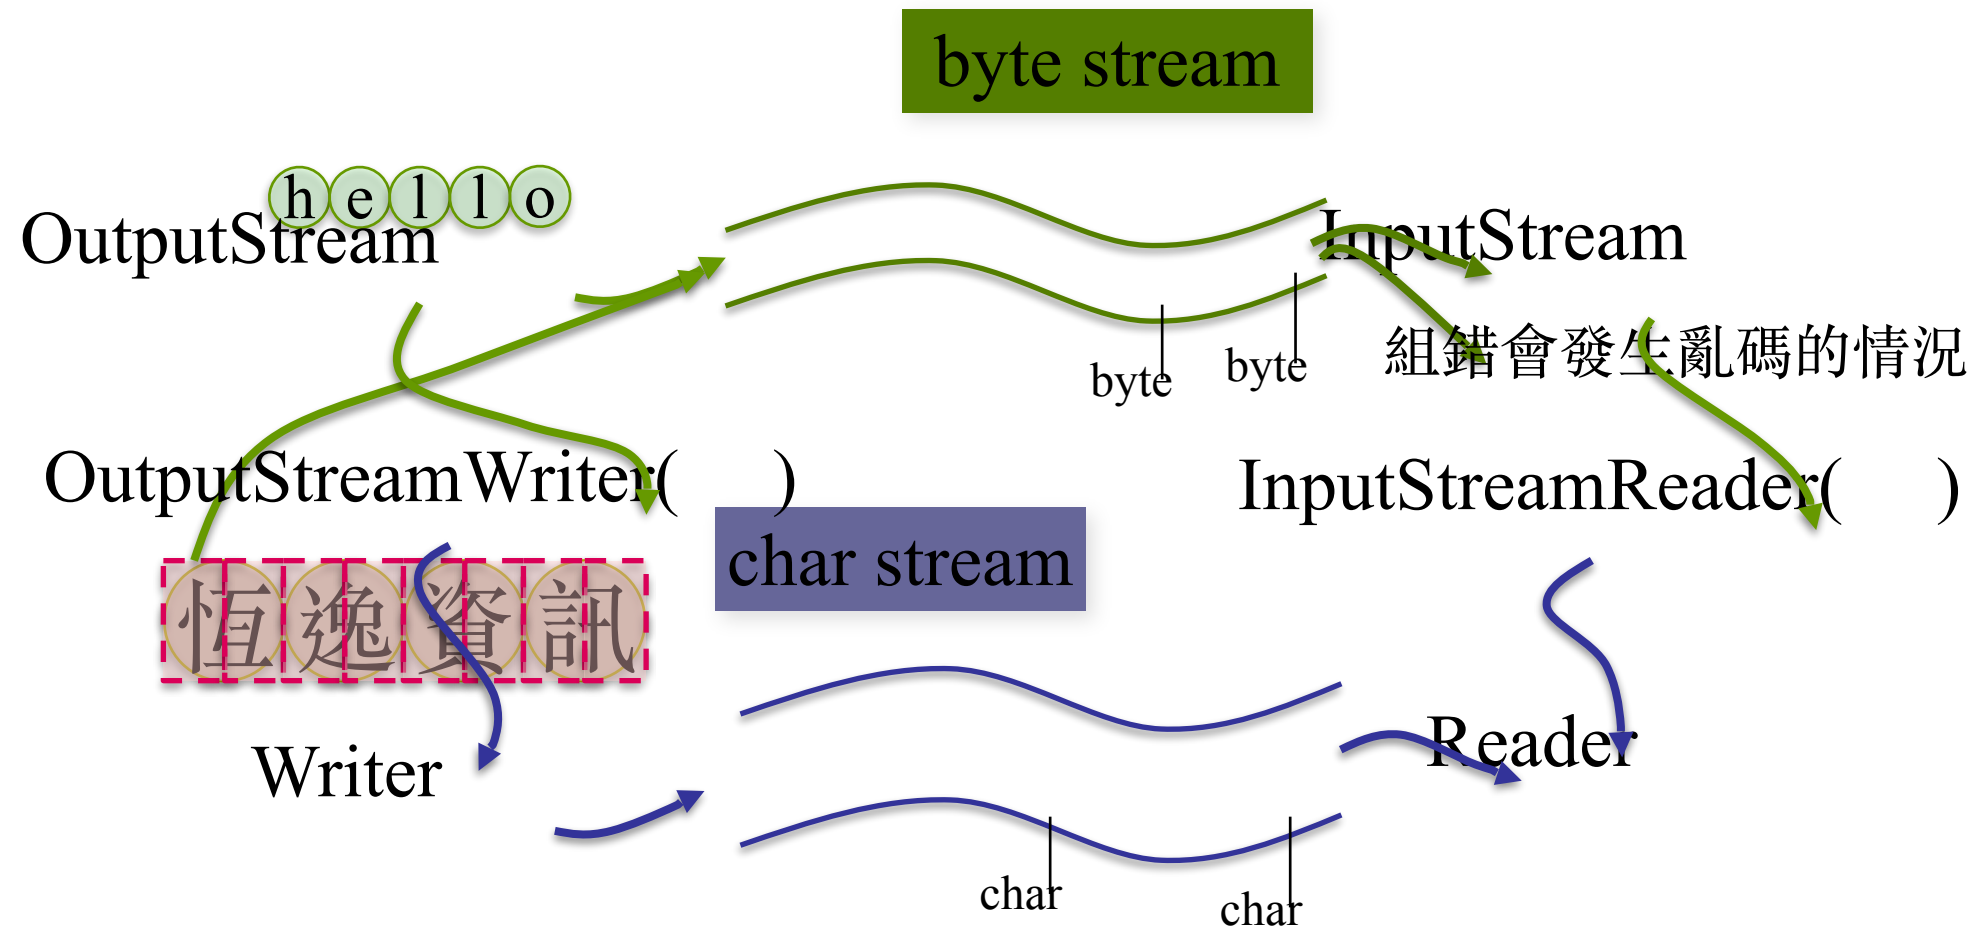 byte stream
h e l l o
OutputStream
InputStream
byte
byte
組錯會發生亂碼的情況
OutputStreamWriter( )
InputStreamReader( )
char stream
恆逸資訊
Writer
Reader
char
char